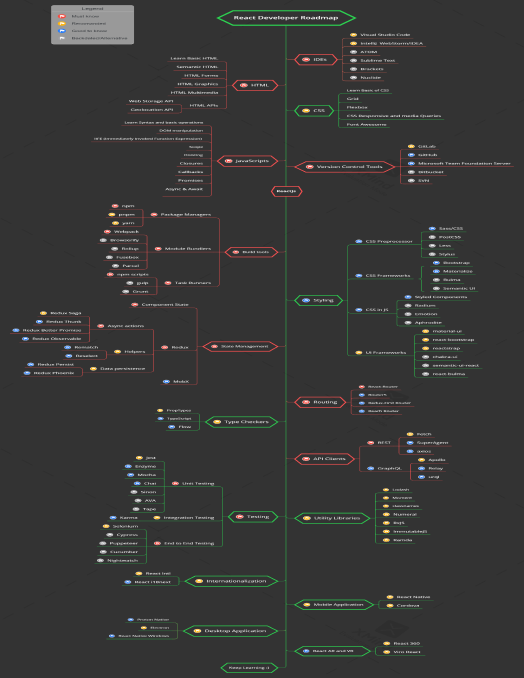 Legend
Must know
Recommended
Good to know
Backbone/Alternative
React Developer Roadmap
IDEs
Visual Studio Code
Intellij WebStorm/IDEA
ATOM
Sublime Text
Brackets
Nuclide
HTML
Learn Basic HTML
Semantic HTML
HTML Forms
HTML Graphics
HTML Multimedia
HTML APIs
Web Storage API
Geolocation API
CSS
Learn Basic of CSS
Grid
Flexbox
CSS Responsive and media Queries
Font Awesome
JavaScripts
Learn Syntax and basic operations
DOM manipulation
IIFE (Immediately Invoked Function Expression)
Scope
Hoisting
Closures
Callbacks
Promises
Async & Await
Version Control Tools
GitLab
GitHub
Microsoft Team Foundation Server
Bitbucket
SVN
Reactjs
Build tools
Package Managers
npm
pnpm
yarn
Module Bundlers
Webpack
Browserify
Rollup
Fusebox
Parcel
Task Runners
npm scripts
gulp
Grunt
Styling
CSS Preprocessor
Sass/CSS
PostCSS
Less
Stylus
CSS Frameworks
Bootstrap
Materialize
Bulma
Semantic UI
CSS in JS
Styled Components
Radium
Emotion
Aphrodite
UI Frameworks
material-ui
react-bootstrap
reactstrap
chakra-ui
semantic-ui-react
react-bulma
State Management
Component State
Redux
Async actions
Redux Saga
Redux Thunk
Redux Better Promise
Redux Observable
Helpers
Rematch
Reselect
Data persistence
Redux Persist
Redux Phoenix
MobX
Routing
React-Router
Router5
Redux-First Router
Reach Router
Type Checkers
PropTypes
TypeScript
Flow
API Clients
REST
Fetch
SuperAgent
axios
GraphQL
Apollo
Relay
urql
Testing
Unit Testing
Jest
Enzyme
Mocha
Chai
Sinon
AVA
Tape
Integration Testing
Karma
End to End Testing
Selenium
Cypress
Puppeteer
Cucumber
Nightwatch
Utility Libraries
Lodash
Moment
classnames
Numeral
RxJS
ImmutableJS
Ramda
Internationalization
React Intl
React i18next
Mobile Application
React Native
Cordova
Desktop Application
Proton Native
Electron
React Native Windows
React AR and VR
React 360
Viro React
Keep Learning :)